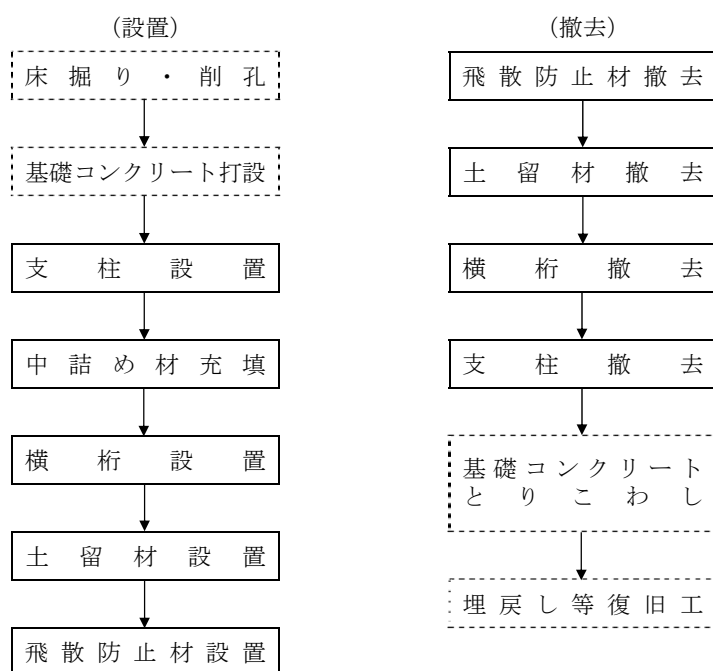 (設置)
床掘り・削孔
基礎コンクリート打設
支柱設置
中詰め材充填
横桁設置
土留材設置
飛散防止材設置
(撤去)
飛散防止材撤去
土留材撤去
横桁撤去
支柱撤去
基礎コンクリート
とりこわし
埋戻し等復旧工